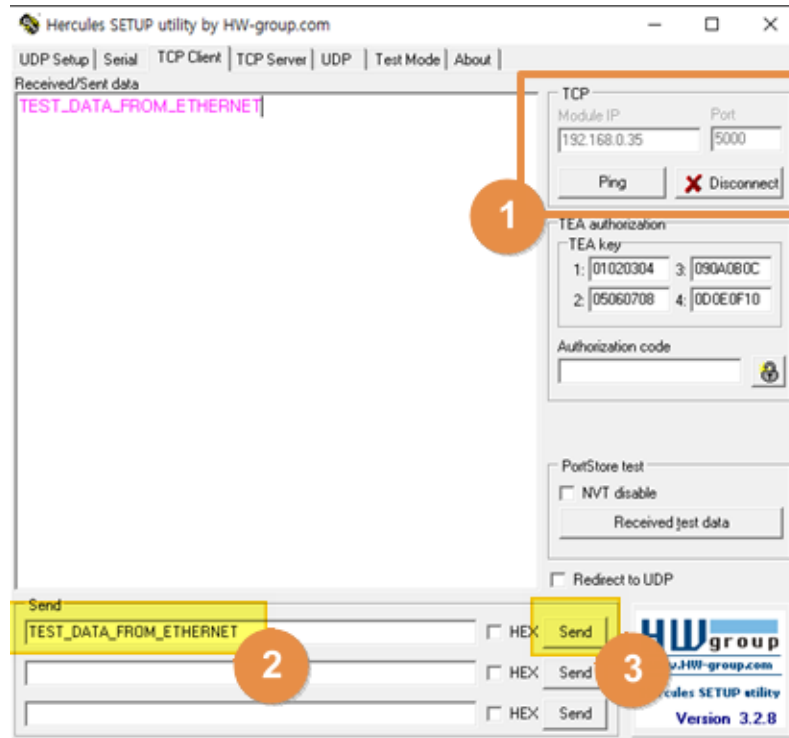 Hercules SETUP utility by HW-group.com
UDP Setup Serial TCP Client TCP Server UDP Test Mode About
Received/Sent data
TEST_DATA_FROM_ETHERNET
TCP
Module IP Port
192.168.0.35 5000
Ping Disconnect
1
TEA authorization
TEA key
1: 01020304 3: 090A0B0C
2: 05060708 4: 0D0E0F10
Authorization code
PortStore test
NVT disable
Received test data
Redirect to UDP
Send
TEST_DATA_FROM_ETHERNET HEX Send
2
HEX Send
3
HEX Send
HWgroup
.HW-group.com
SETUP utility
Version 3.2.8